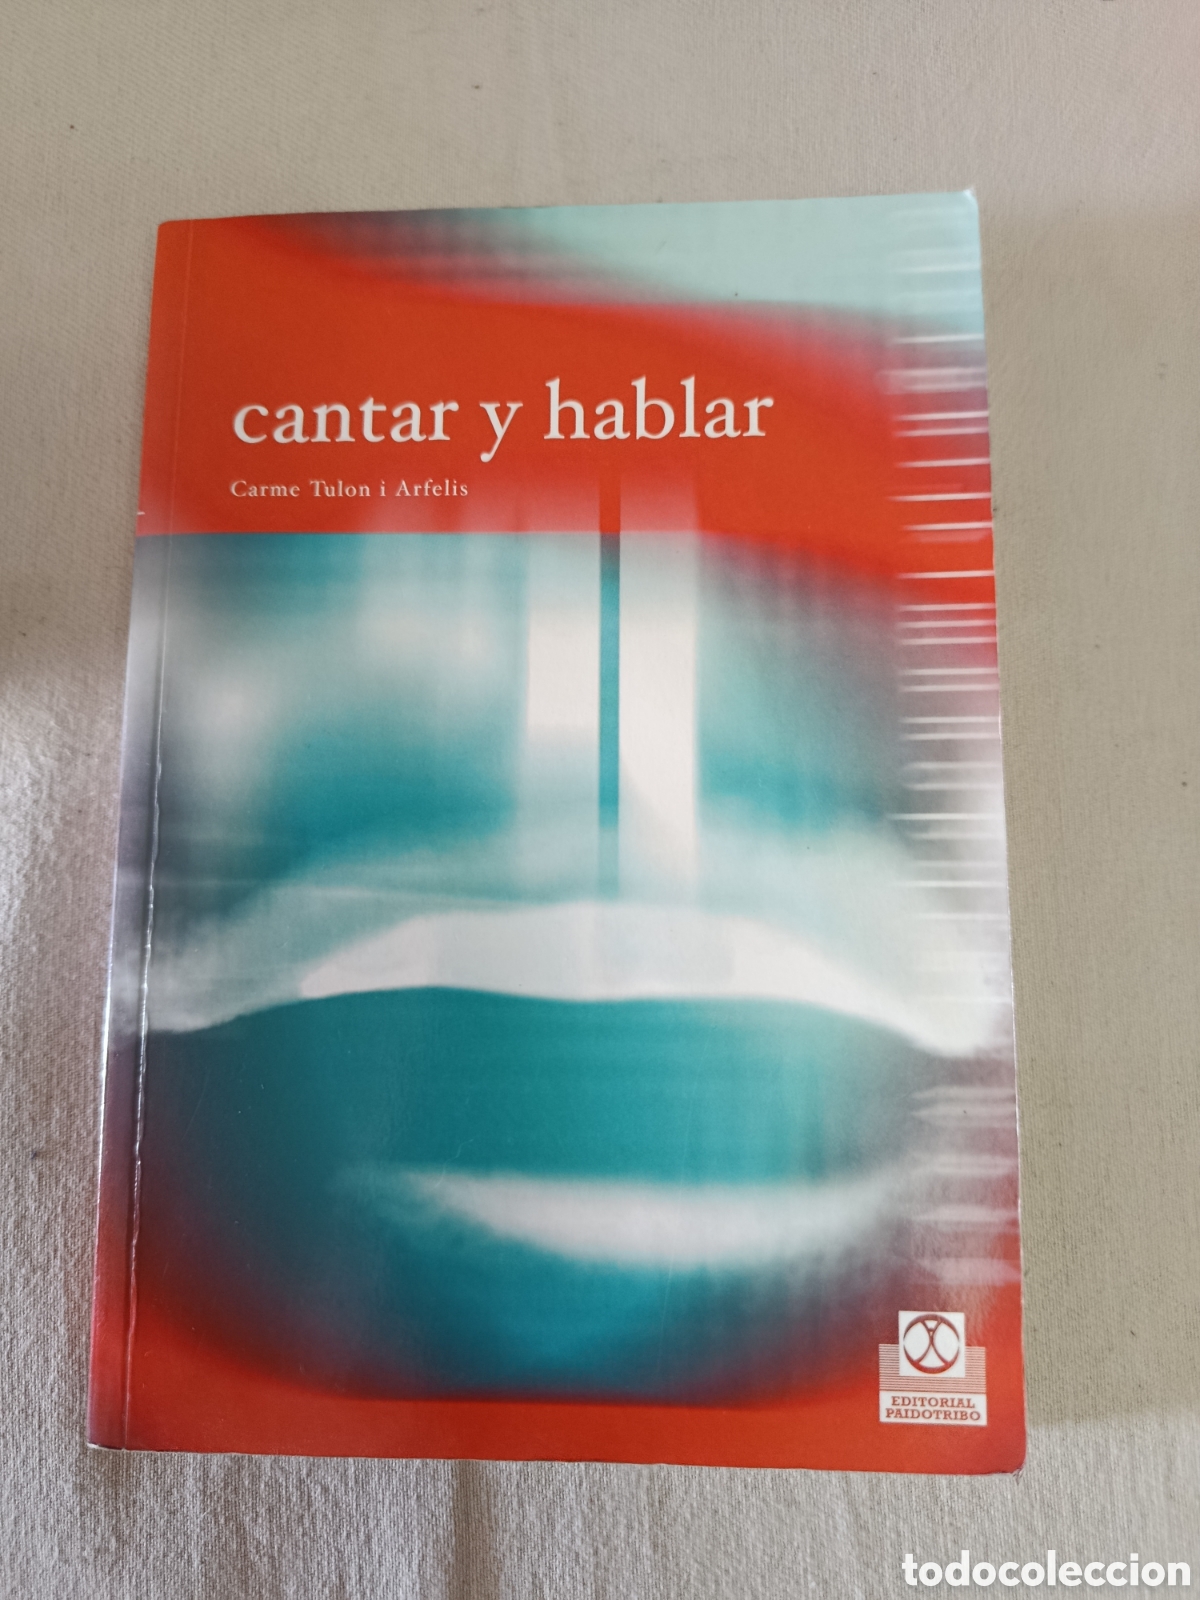 cantar y hablar
Carme Tulon i Arfelis
EDITORIAL
PAIDOTRIBO
todocoleccion